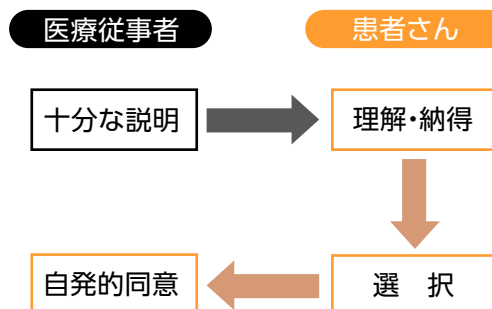 医療従事者
患者さん
十分な説明
理解・納得
自発的同意
選　択